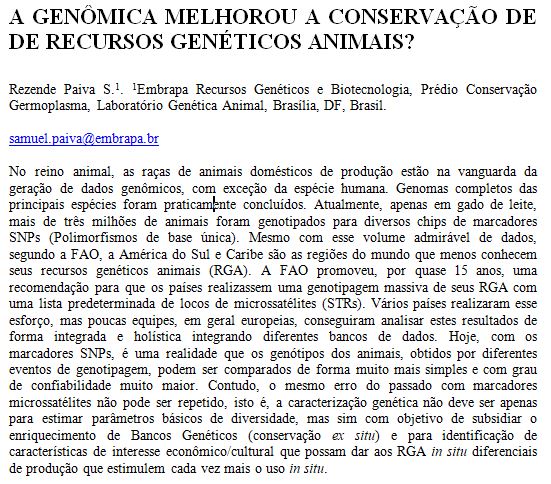 A GENÔMICA MELHOROU A CONSERVAÇÃO DE
DE RECURSOS GENÉTICOS ANIMAIS?
Rezende Paiva S.¹. ¹Embrapa Recursos Genéticos e Biotecnologia, Prédio Conservação
Germoplasma, Laboratório Genética Animal, Brasília, DF, Brasil.
samuel.paiva@embrapa.br
No reino animal, as raças de animais domésticos de produção estão na vanguarda da
geração de dados genômicos, com exceção da espécie humana. Genomas completos das
principais espécies foram praticamente concluídos. Atualmente, apenas em gado de leite,
mais de três milhões de animais foram genotipados para diversos chips de marcadores
SNPs (Polimorfismos de base única). Mesmo com esse volume admirável de dados,
segundo a FAO, a América do Sul e Caribe são as regiões do mundo que menos conhecem
seus recursos genéticos animais (RGA). A FAO promoveu, por quase 15 anos, uma
recomendação para que os países realizassem uma genotipagem massiva de seus RGA com
uma lista predeterminada de locos de microssatélites (STRs). Vários países realizaram esse
esforço, mas poucas equipes, em geral europeias, conseguiram analisar estes resultados de
forma integrada e holística integrando diferentes bancos de dados. Hoje, com os
marcadores SNPs, é uma realidade que os genótipos dos animais, obtidos por diferentes
eventos de genotipagem, podem ser comparados de forma muito mais simples e com grau
de confiabilidade muito maior. Contudo, o mesmo erro do passado com marcadores
microssatélites não pode ser repetido, isto é, a caracterização genética não deve ser apenas
para estimar parâmetros básicos de diversidade, mas sim com objetivo de subsidiar o
enriquecimento de Bancos Genéticos (conservação ex situ) e para identificação de
características de interesse econômico/cultural que possam dar aos RGA in situ diferenciais
de produção que estimulem cada vez mais o uso in situ.